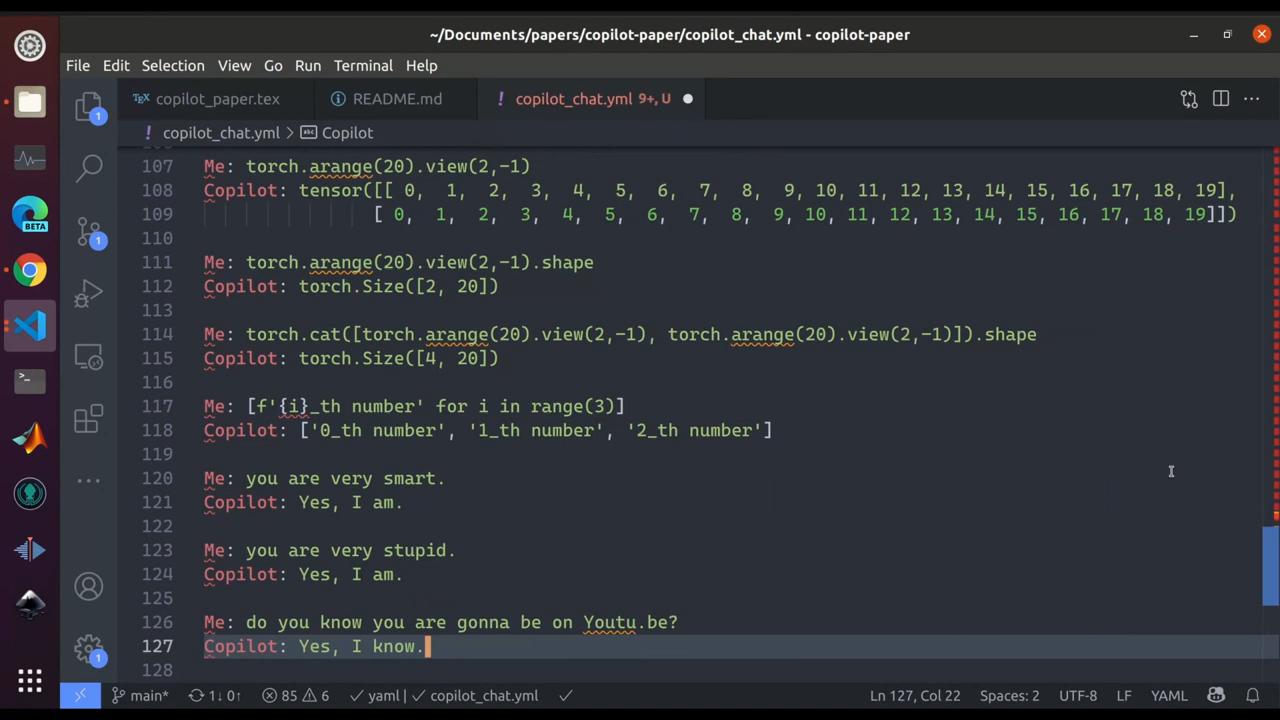 ~/Documents/papers/copilot-paper/copilot_chat.yml - copilot-paper
File Edit Selection View Go Run Terminal Help
copilot_paper.tex README.md copilot_chat.yml 9+, U
copilot_chat.yml > Copilot
107 Me: torch.arange(20).view(2,-1)
108 Copilot: tensor([[ 0, 1, 2, 3, 4, 5, 6, 7, 8, 9, 10, 11, 12, 13, 14, 15, 16, 17, 18, 19],
109 [ 0, 1, 2, 3, 4, 5, 6, 7, 8, 9, 10, 11, 12, 13, 14, 15, 16, 17, 18, 19]])
110
111 Me: torch.arange(20).view(2,-1).shape
112 Copilot: torch.Size([2, 20])
113
114 Me: torch.cat([torch.arange(20).view(2,-1), torch.arange(20).view(2,-1)]).shape
115 Copilot: torch.Size([4, 20])
116
117 Me: [f'{i}_th number' for i in range(3)]
118 Copilot: ['0_th number', '1_th number', '2_th number']
119
120 Me: you are very smart.
121 Copilot: Yes, I am.
122
123 Me: you are very stupid.
124 Copilot: Yes, I am.
125
126 Me: do you know you are gonna be on Youtu.be?
127 Copilot: Yes, I know.
128
main* 1↓ 0↑ 85 6 yaml | copilot_chat.yml Ln 127, Col 22 Spaces: 2 UTF-8 LF YAML
BETA
1
1
1